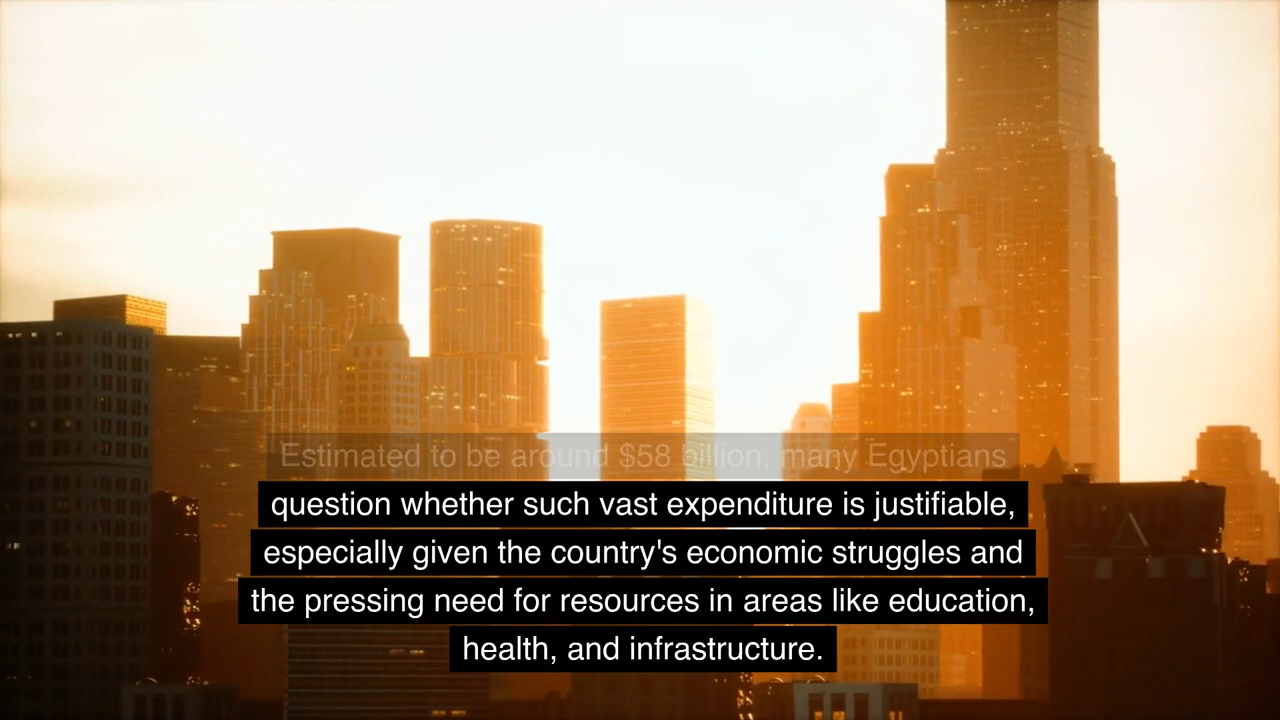 Estimated to be around $58 billion, many Egyptians
question whether such vast expenditure is justifiable,
especially given the country's economic struggles and
the pressing need for resources in areas like education,
health, and infrastructure.